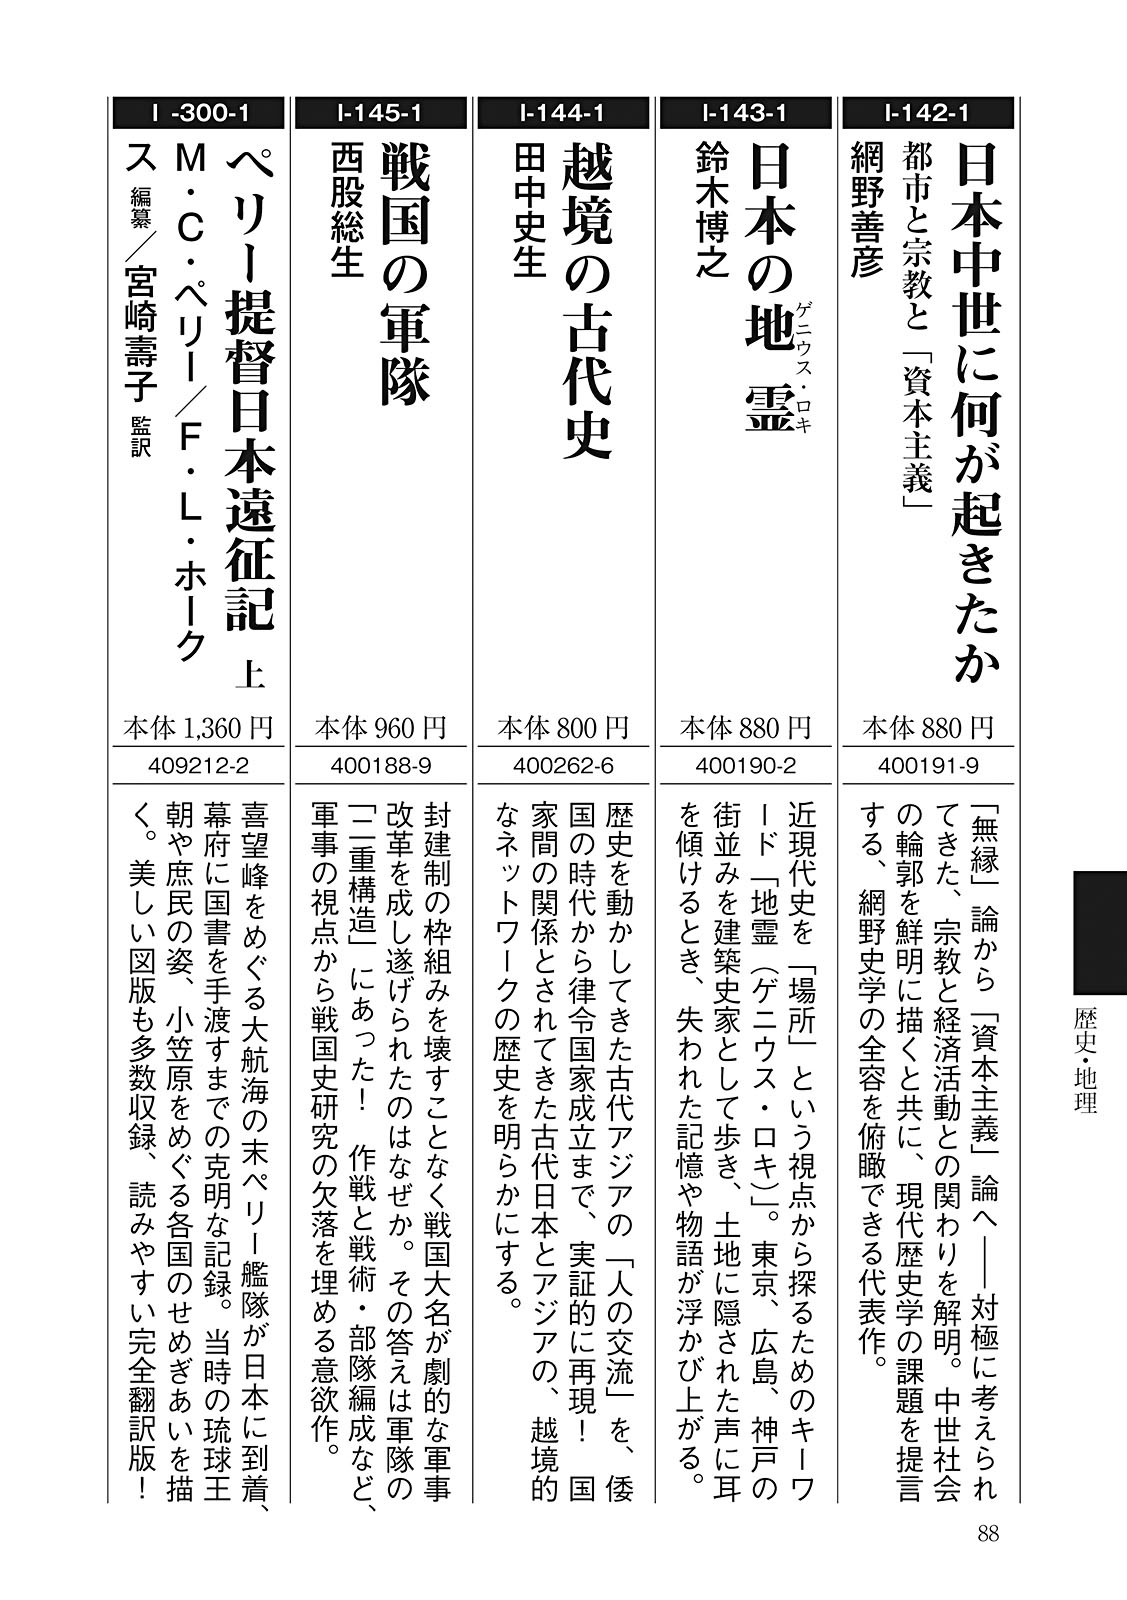 I-142-1
日本中世に何が起きたか
都市と宗教と「資本主義」
網野善彦
本体 880 円
400191-9
「無縁」論から「資本主義」論へ――対極に考えられ
てきた、宗教と経済活動との関わりを解明。中世社会
の輪郭を鮮明に描くと共に、現代歴史学の課題を提言
する、網野史学の全容を俯瞰できる代表作。
I-143-1
日本の地霊
ゲニウス・ロキ
鈴木博之
本体 880 円
400190-2
近現代史を「場所」という視点から探るためのキーワ
ード「地霊（ゲニウス・ロキ）」。東京、広島、神戸の
街並みを建築史家として歩き、土地に隠された声に耳
を傾けるとき、失われた記憶や物語が浮かび上がる。
I-144-1
越境の古代史
田中史生
本体 800 円
400262-6
歴史を動かしてきた古代アジアの「人の交流」を、倭
国の時代から律令国家成立まで、実証的に再現！　国
家間の関係とされてきた古代日本とアジアの、越境的
なネットワークの歴史を明らかにする。
I-145-1
戦国の軍隊
西股総生
本体 960 円
400188-9
封建制の枠組みを壊すことなく戦国大名が劇的な軍事
改革を成し遂げられたのはなぜか。その答えは軍隊の
「二重構造」にあった！　作戦と戦術・部隊編成など、
軍事の視点から戦国史研究の欠落を埋める意欲作。
I -300-1
ペリー提督日本遠征記 上
M・C・ペリー／F・L・ホーク
ス 編纂／宮崎壽子 監訳
本体 1,360 円
409212-2
喜望峰をめぐる大航海の末ペリー艦隊が日本に到着、
幕府に国書を手渡すまでの克明な記録。当時の琉球王
朝や庶民の姿、小笠原をめぐる各国のせめぎあいを描
く。美しい図版も多数収録、読みやすい完全翻訳版！
歴史・地理
88